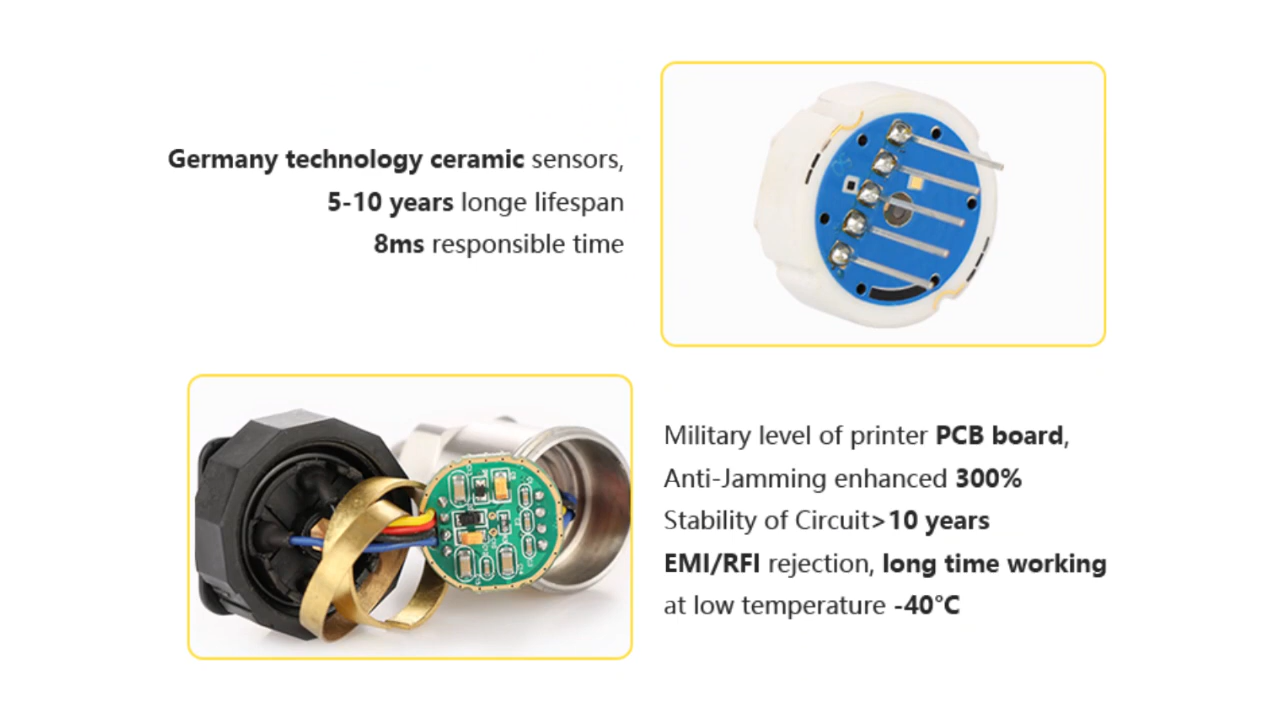 Germany technology ceramic sensors,
5-10 years longe lifespan
8ms responsible time
Military level of printer PCB board,
Anti-Jamming enhanced 300%
Stability of Circuit>10 years
EMI/RFI rejection, long time working
at low temperature -40°C